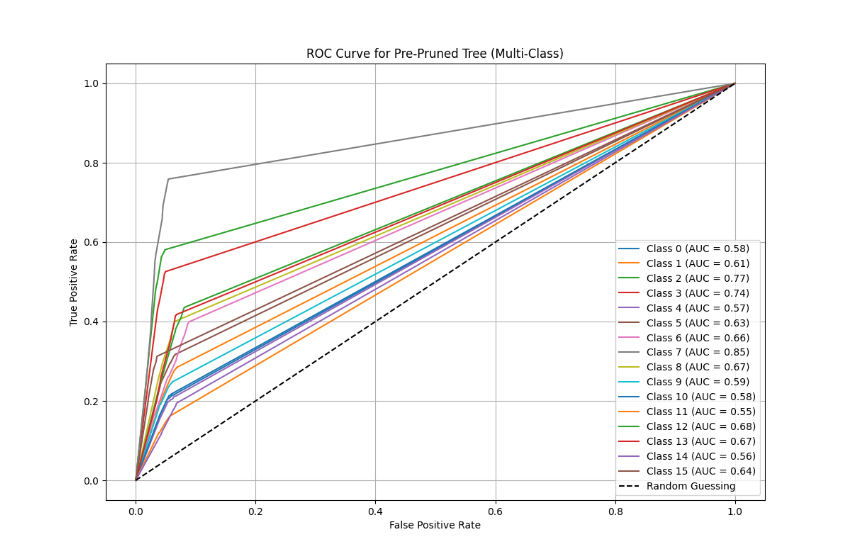 ROC Curve for Pre-Pruned Tree (Multi-Class)
True Positive Rate
1.0
0.8
0.6
0.4
0.2
0.0
0.0 0.2 0.4 0.6 0.8 1.0
False Positive Rate
Class 0 (AUC = 0.58)
Class 1 (AUC = 0.61)
Class 2 (AUC = 0.77)
Class 3 (AUC = 0.74)
Class 4 (AUC = 0.57)
Class 5 (AUC = 0.63)
Class 6 (AUC = 0.66)
Class 7 (AUC = 0.85)
Class 8 (AUC = 0.67)
Class 9 (AUC = 0.59)
Class 10 (AUC = 0.58)
Class 11 (AUC = 0.55)
Class 12 (AUC = 0.68)
Class 13 (AUC = 0.67)
Class 14 (AUC = 0.56)
Class 15 (AUC = 0.64)
Random Guessing